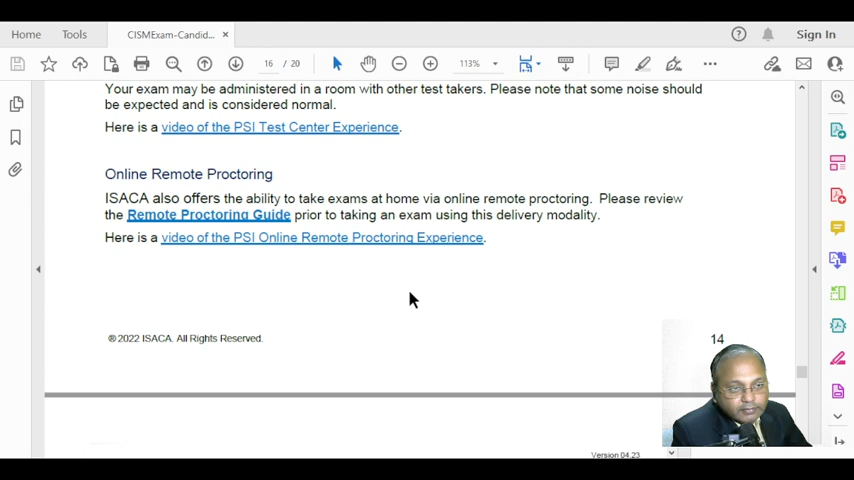 Home Tools CISMExam-Candid... × Sign In
16 / 20 113%
Your exam may be administered in a room with other test takers. Please note that some noise should
be expected and is considered normal.
Here is a video of the PSI Test Center Experience.
Online Remote Proctoring
ISACA also offers the ability to take exams at home via online remote proctoring. Please review
the Remote Proctoring Guide prior to taking an exam using this delivery modality.
Here is a video of the PSI Online Remote Proctoring Experience.
® 2022 ISACA. All Rights Reserved. 14
Version 04.23